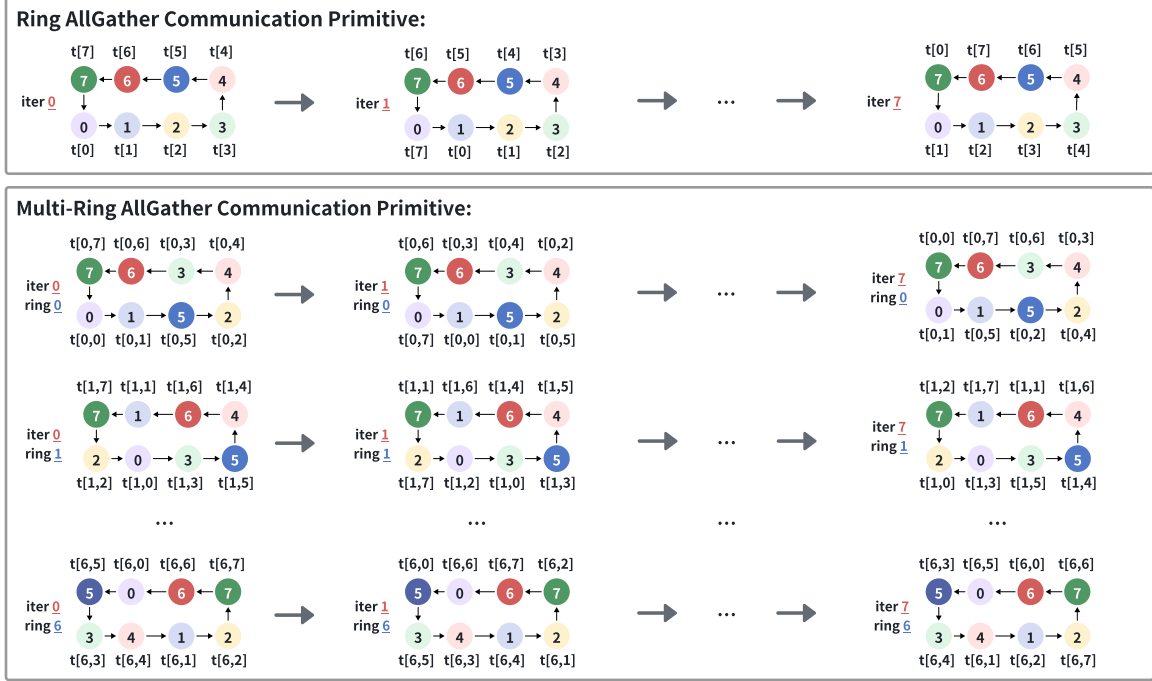 Ring AllGather Communication Primitive:
t[7] t[6] t[5] t[4] t[6] t[5] t[4] t[3] t[0] t[7] t[6] t[5]
7 6 5 4 7 6 5 4 7 6 5 4
iter 0 iter 1 ... iter 7
0 1 2 3 0 1 2 3 0 1 2 3
t[0] t[1] t[2] t[3] t[7] t[0] t[1] t[2] t[1] t[2] t[3] t[4]
Multi-Ring AllGather Communication Primitive:
t[0,7] t[0,6] t[0,3] t[0,4] t[0,6] t[0,3] t[0,4] t[0,2] t[0,0] t[0,7] t[0,6] t[0,3]
7 6 3 4 7 6 3 4 7 6 3 4
iter 0 iter 1 ... iter 7
ring 0 ring 0 ring 0
0 1 5 2 0 1 5 2 0 1 5 2
t[0,0] t[0,1] t[0,5] t[0,2] t[0,7] t[0,0] t[0,1] t[0,5] t[0,1] t[0,5] t[0,2] t[0,4]
t[1,7] t[1,1] t[1,6] t[1,4] t[1,1] t[1,6] t[1,4] t[1,5] t[1,2] t[1,7] t[1,1] t[1,6]
7 1 6 4 7 1 6 4 7 1 6 4
iter 0 iter 1 ... iter 7
ring 1 ring 1 ring 1
2 0 3 5 2 0 3 5 2 0 3 5
t[1,2] t[1,0] t[1,3] t[1,5] t[1,7] t[1,2] t[1,0] t[1,3] t[1,0] t[1,3] t[1,5] t[1,4]
... ... ... ...
t[6,5] t[6,0] t[6,6] t[6,7] t[6,0] t[6,6] t[6,7] t[6,2] t[6,3] t[6,5] t[6,0] t[6,6]
5 0 6 7 5 0 6 7 5 0 6 7
iter 0 iter 1 ... iter 7
ring 6 ring 6 ring 6
3 4 1 2 3 4 1 2 3 4 1 2
t[6,3] t[6,4] t[6,1] t[6,2] t[6,5] t[6,3] t[6,4] t[6,1] t[6,4] t[6,1] t[6,2] t[6,7]